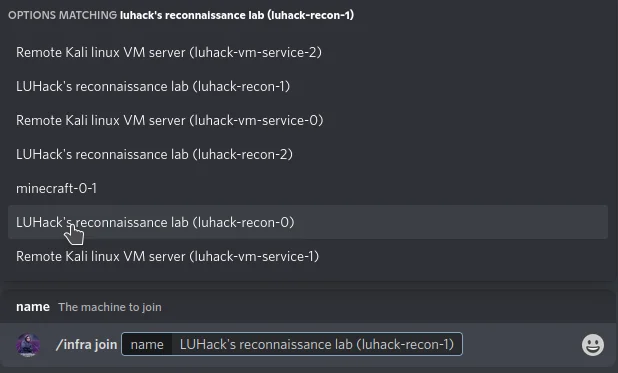 OPTIONS MATCHING luhack's reconnaissance lab (luhack-recon-1)
Remote Kali linux VM server (luhack-vm-service-2)
LUHack's reconnaissance lab (luhack-recon-1)
Remote Kali linux VM server (luhack-vm-service-0)
LUHack's reconnaissance lab (luhack-recon-2)
minecraft-0-1
LUHack's reconnaissance lab (luhack-recon-0)
Remote Kali linux VM server (luhack-vm-service-1)
name The machine to join
/infra join name LUHack's reconnaissance lab (luhack-recon-1)